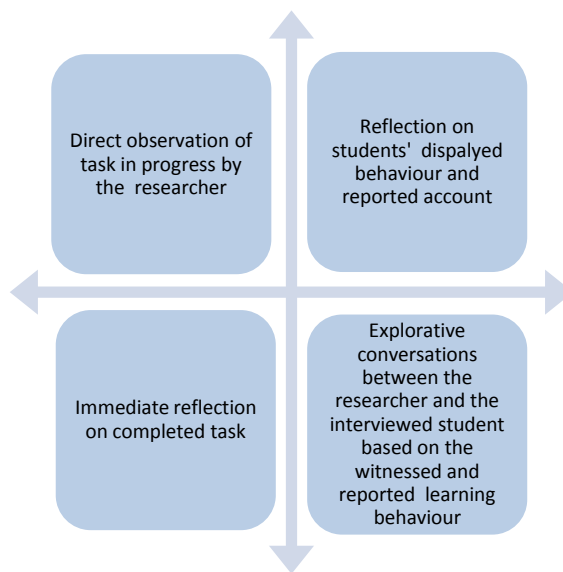 Direct observation of
task in progress by
the researcher
Reflection on
students' dispalyed
behaviour and
reported account
Immediate reflection
on completed task
Explorative
conversations
between the
researcher and the
interviewed student
based on the
witnessed and
reported learning
behaviour